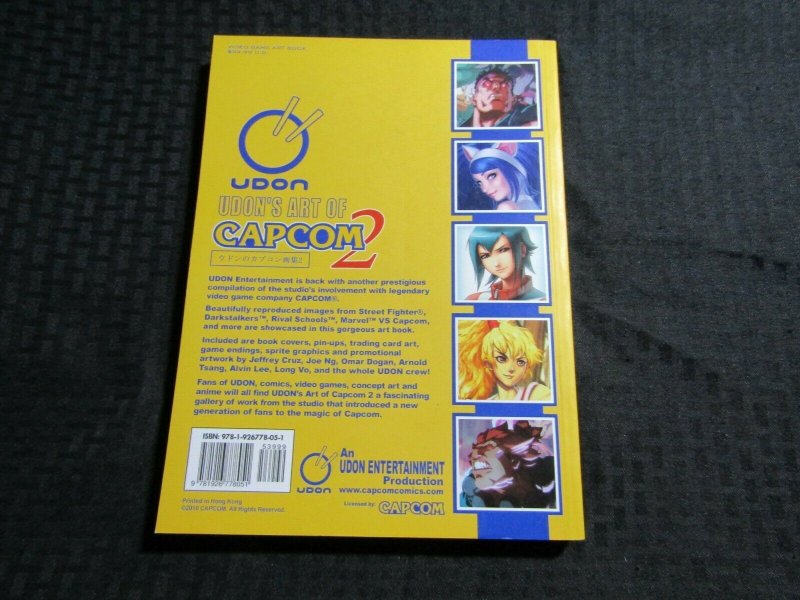 VIDEO GAME ART BOOK
UDON
UDON'S ART OF
CAPCOM 2
ウドンのカプコン画集2
UDON Entertainment is back with another prestigious
compilation of the studio's involvement with legendary
video game company CAPCOM®.
Beautifully reproduced images from Street Fighter®,
Darkstalkers™, Rival Schools™, Marvel™ VS Capcom,
and more are showcased in this gorgeous art book.
Included are book covers, pin-ups, trading card art,
game endings, sprite graphics and promotional
artwork by Jeffrey Cruz, Joe Ng, Omar Dogan, Arnold
Tsang, Alvin Lee, Long Vo, and the whole UDON crew!
Fans of UDON, comics, video games, concept art and
anime will all find UDON's Art of Capcom 2 a fascinating
gallery of work from the studio that introduced a new
generation of fans to the magic of Capcom.
ISBN: 978-1-926778-05-1
53999
9 781926 778051
UDON
An
UDON ENTERTAINMENT
Production
www.capcomcomics.com
Printed in Hong Kong
©2010 CAPCOM. All Rights Reserved.
Licensed by: CAPCOM